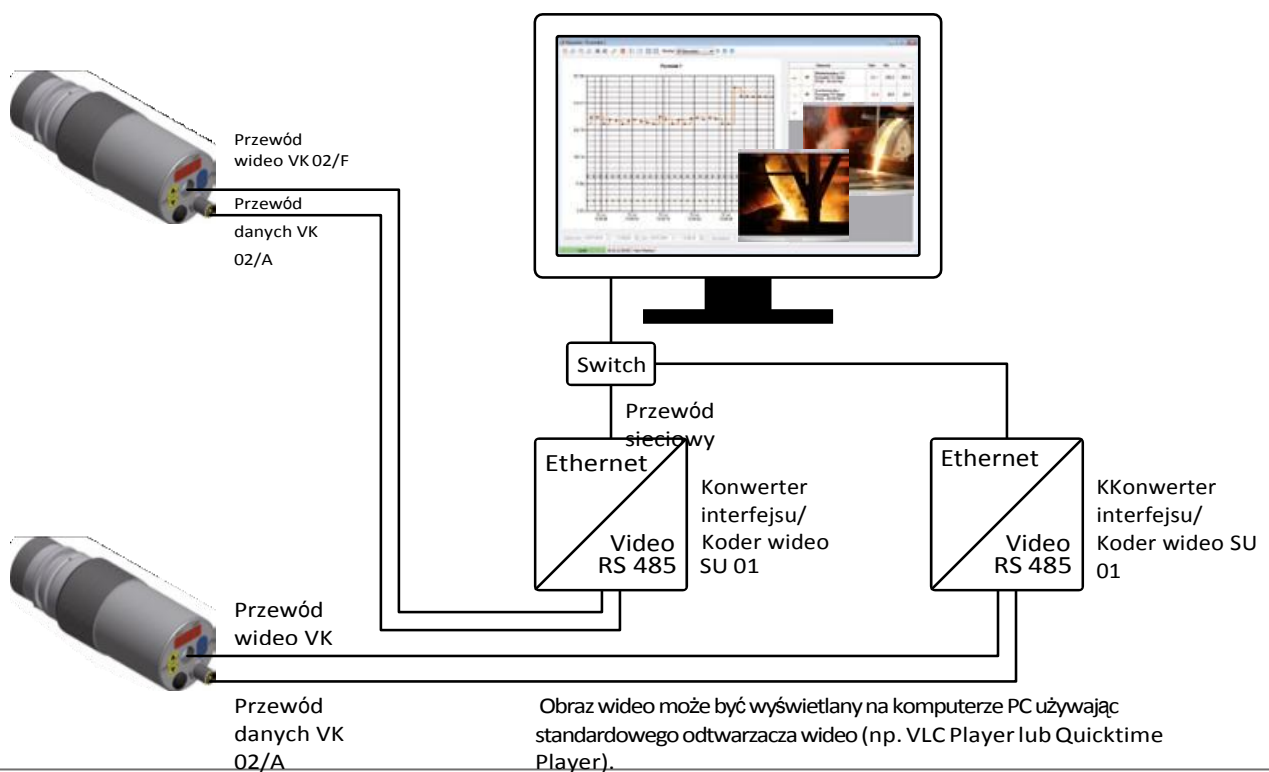 Przewód
wideo VK 02/F
Przewód
danych VK
02/A
Switch
Przewód
sieciowy
Ethernet
Video
RS 485
Konwerter
interfejsu/
Koder wideo
SU 01
Ethernet
Video
RS 485
KKonwerter
interfejsu/
Koder wideo SU
01
Przewód
wideo VK
Przewód
danych VK
02/A
Obraz wideo może być wyświetlany na komputerze PC używając
standardowego odtwarzacza wideo (np. VLC Player lub Quicktime
Player).